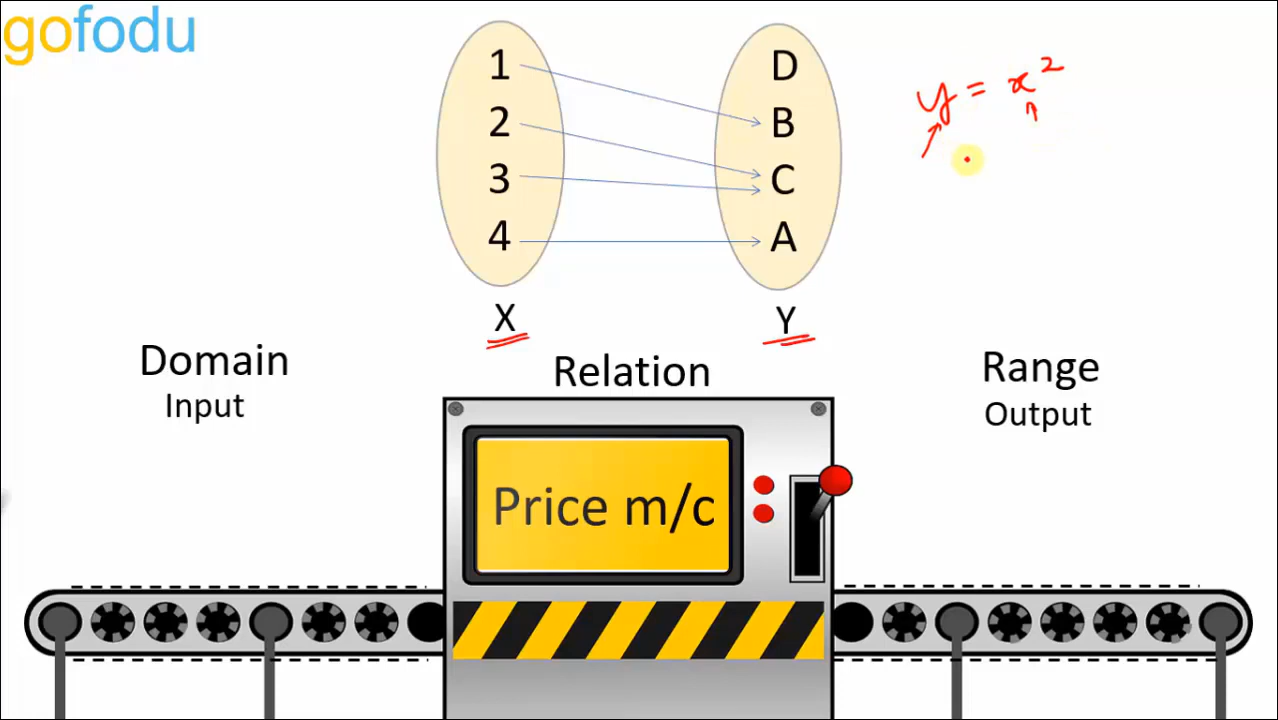 gofodu
1 D
2 B
3 C
4 A
y = x²
X Y
Domain
Input
Relation
Range
Output
Price m/c